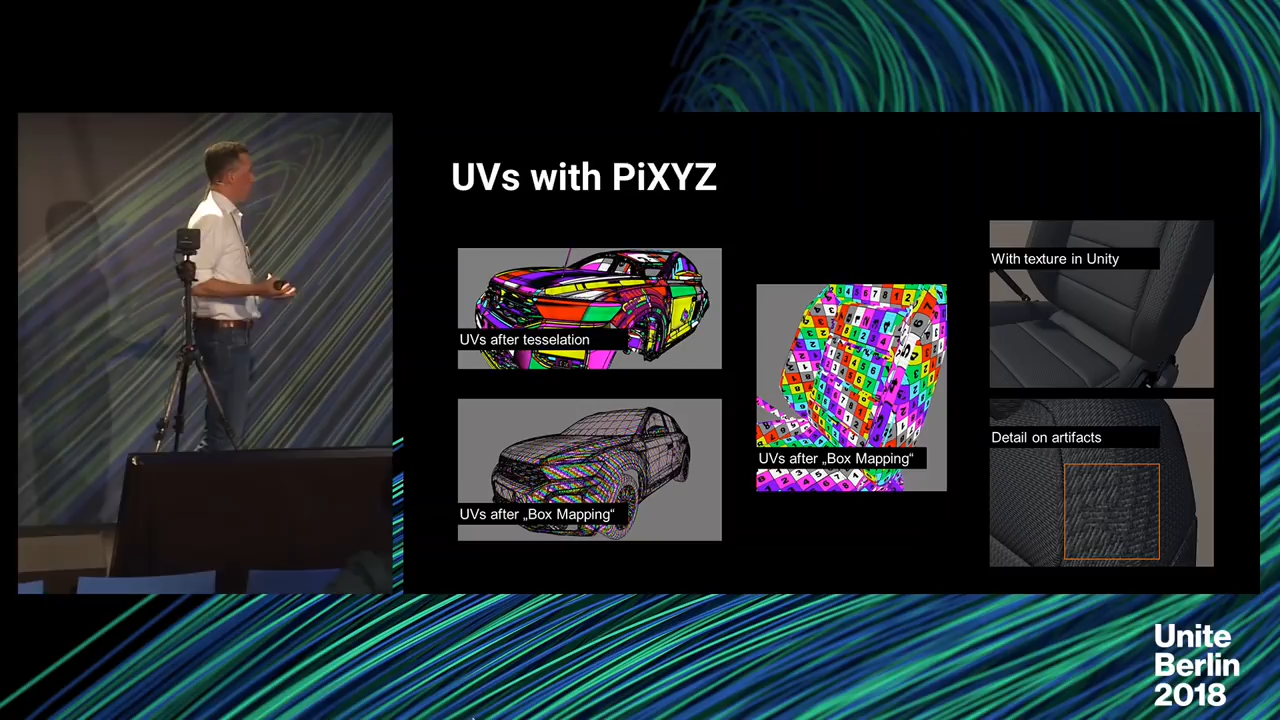 UVs with PiXYZ
UVs after tesselation
UVs after „Box Mapping“
UVs after „Box Mapping“
With texture in Unity
Detail on artifacts
Unite
Berlin
2018